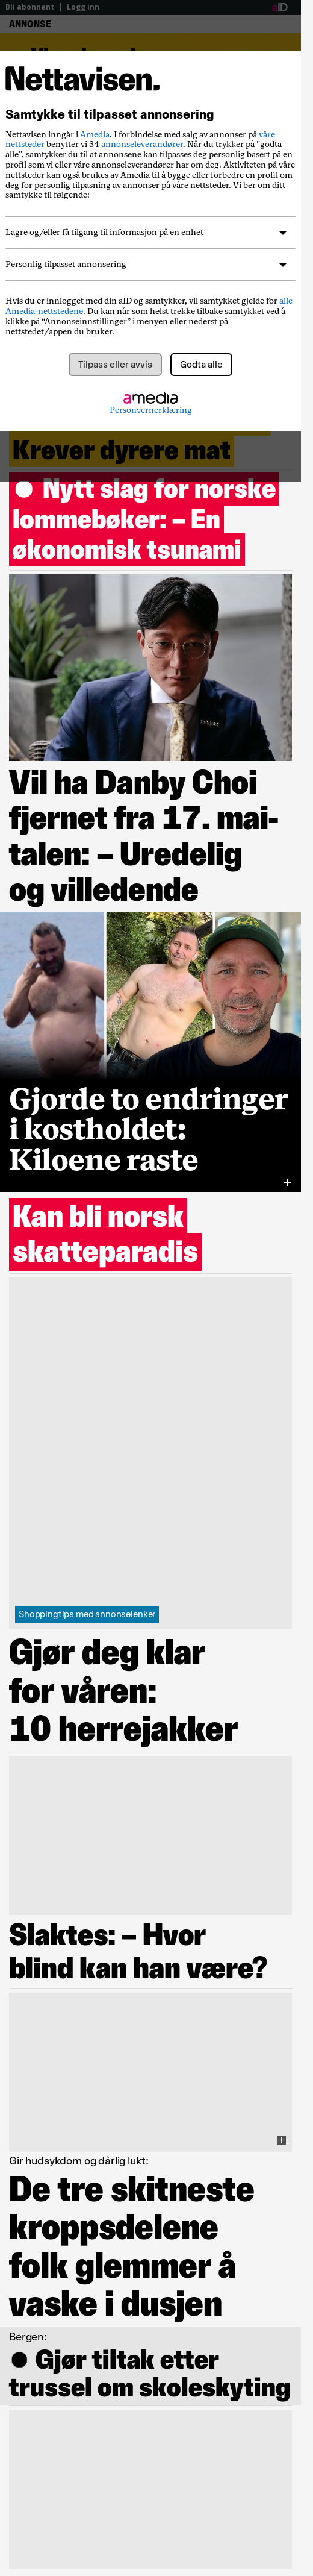 Bli abonnent | Logg inn
aID
ANNONSE
Nettavisen.
Samtykke til tilpasset annonsering
Nettavisen inngår i Amedia. I forbindelse med salg av annonser på våre
nettsteder benytter vi 34 annonseleverandører. Når du trykker på "godta
alle", samtykker du til at annonsene kan tilpasses deg personlig basert på en
profil som vi eller våre annonseleverandører har om deg. Aktiviteten på våre
nettsteder kan også brukes av Amedia til å bygge eller forbedre en profil om
deg for personlig tilpasning av annonser på våre nettsteder. Vi ber om ditt
samtykke til følgende:
Lagre og/eller få tilgang til informasjon på en enhet
Personlig tilpasset annonsering
Hvis du er innlogget med din aID og samtykker, vil samtykket gjelde for alle
Amedia-nettstedene. Du kan når som helst trekke tilbake samtykket ved å
klikke på “Annonseinnstillinger” i menyen eller nederst på
nettstedet/appen du bruker.
Tilpass eller avvis
Godta alle
amedia
Personvernerklæring
Krever dyrere mat
● Nytt slag for norske
lommebøker: – En
økonomisk tsunami
Vil ha Danby Choi
fjernet fra 17. mai-
talen: – Uredelig
og villedende
Gjorde to endringer
i kostholdet:
Kiloene raste
Kan bli norsk
skatteparadis
Shoppingtips med annonselenker
Gjør deg klar
for våren:
10 herrejakker
Slaktes: – Hvor
blind kan han være?
Gir hudsykdom og dårlig lukt:
De tre skitneste
kroppsdelene
folk glemmer å
vaske i dusjen
Bergen:
● Gjør tiltak etter
trussel om skoleskyting